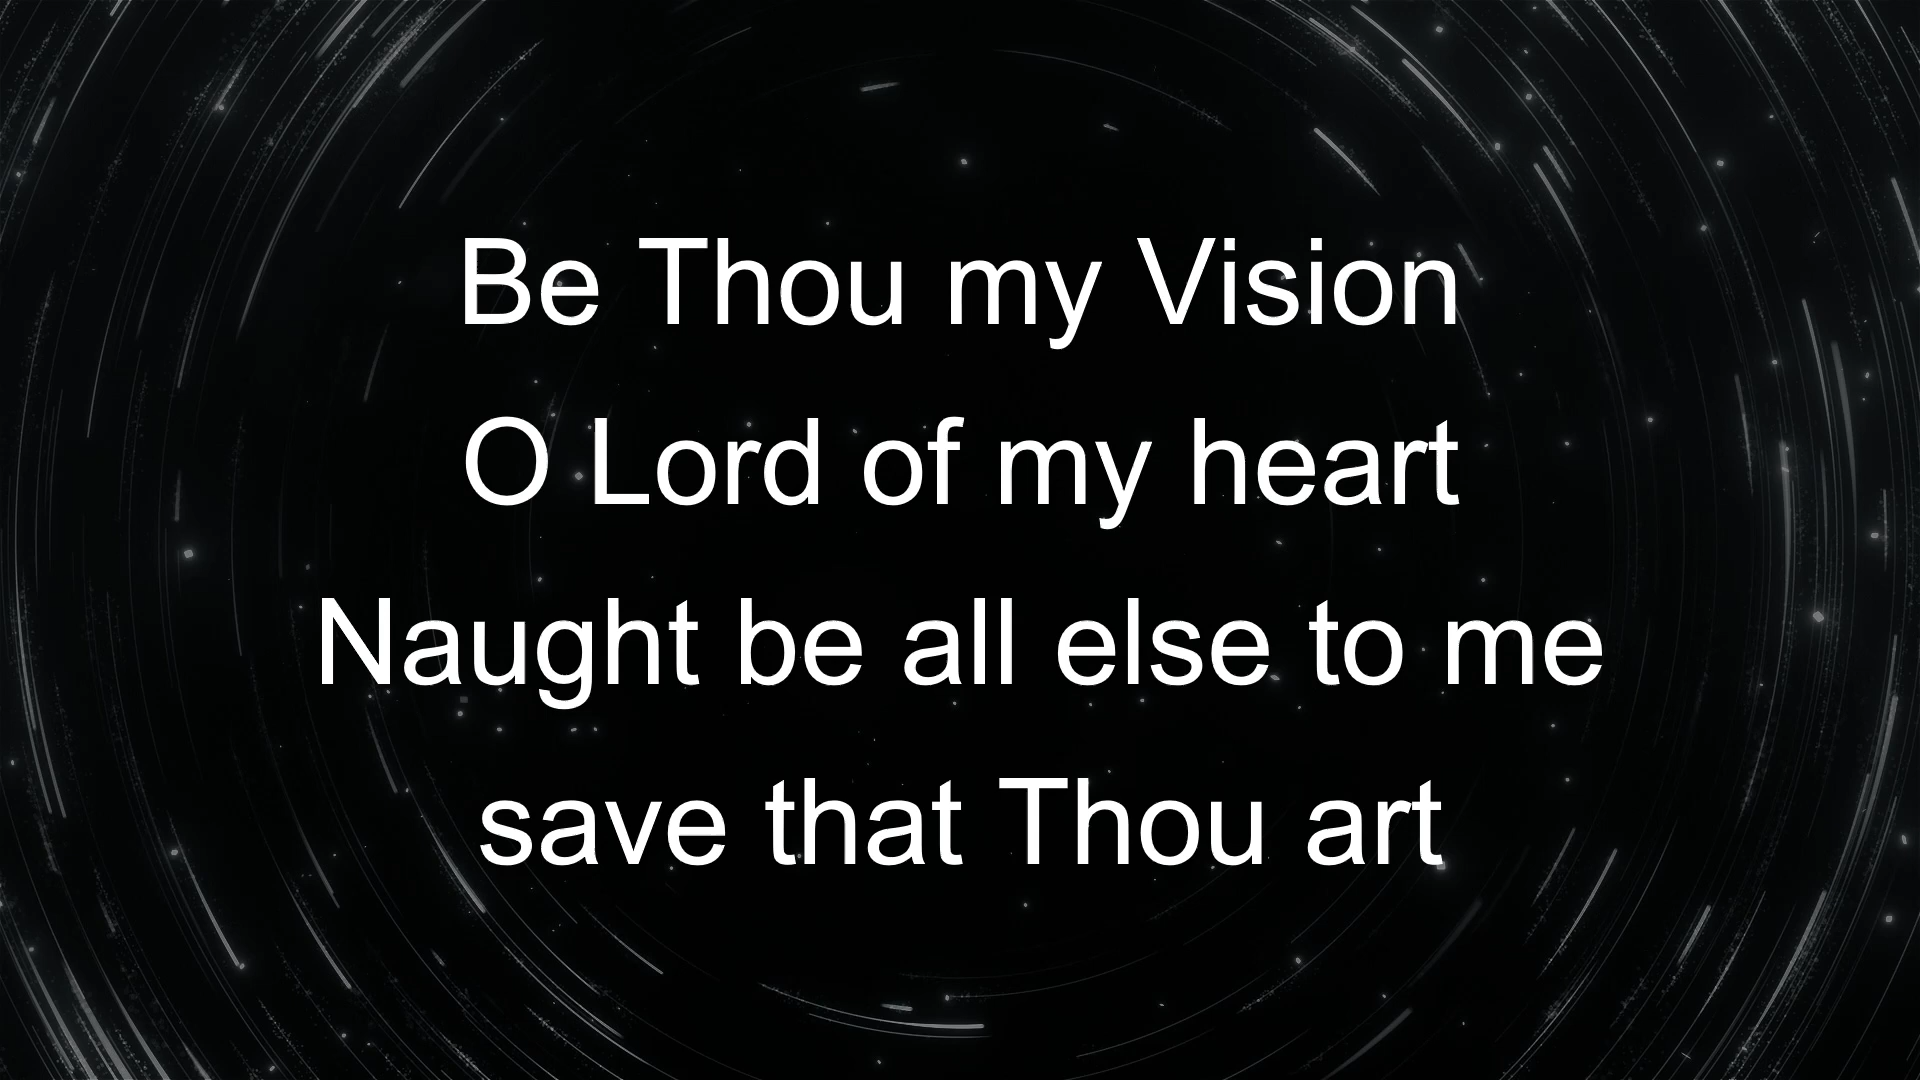 Be Thou my Vision
O Lord of my heart
Naught be all else to me
save that Thou art